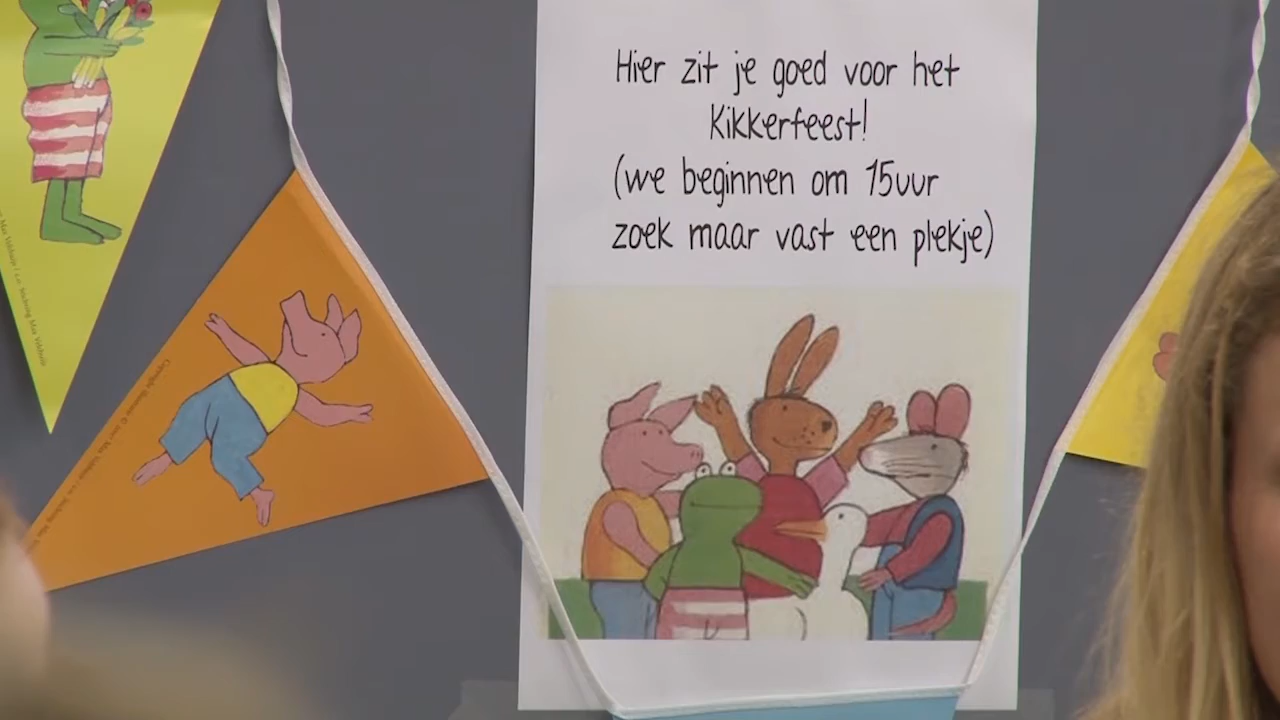 Hier zit je goed voor het
Kikkerfeest!
(we beginnen om 15uur
zoek maar vast een plekje)